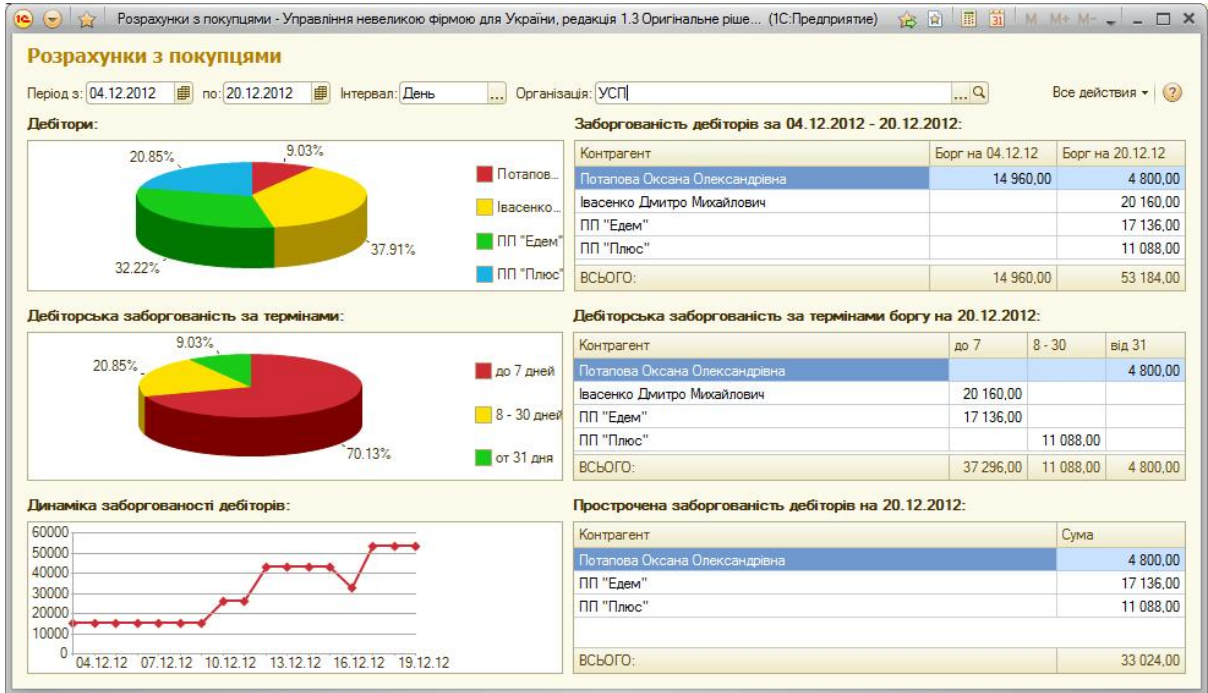 Розрахунки з покупцями - Управління невеликою фірмою для України, редакція 1.3 Оригінальне ріше... (1С:Предприятие) M M+ M-
Розрахунки з покупцями
Період з: 04.12.2012 по: 20.12.2012 Інтервал: День ... Організація: УСП ... Все действия
Дебітори:
20.85% 9.03%
37.91%
32.22%
Потапов...
Івасенко...
ПП "Едем"
ПП "Плюс"
Заборгованість дебіторів за 04.12.2012 - 20.12.2012:
Контрагент Борг на 04.12.12 Борг на 20.12.12
Потапова Оксана Олександрівна 14 960,00 4 800,00
Івасенко Дмитро Михайлович 20 160,00
ПП "Едем" 17 136,00
ПП "Плюс" 11 088,00
ВСЬОГО: 14 960,00 53 184,00
Дебіторська заборгованість за термінами:
9.03%
20.85%
70.13%
до 7 дней
8 - 30 дней
от 31 дня
Дебіторська заборгованість за термінами боргу на 20.12.2012:
Контрагент до 7 8 - 30 від 31
Потапова Оксана Олександрівна 4 800,00
Івасенко Дмитро Михайлович 20 160,00
ПП "Едем" 17 136,00
ПП "Плюс" 11 088,00
ВСЬОГО: 37 296,00 11 088,00 4 800,00
Динаміка заборгованості дебіторів:
60000
50000
40000
30000
20000
10000
0
04.12.12 07.12.12 10.12.12 13.12.12 16.12.12 19.12.12
Прострочена заборгованість дебіторів на 20.12.2012:
Контрагент Сума
Потапова Оксана Олександрівна 4 800,00
ПП "Едем" 17 136,00
ПП "Плюс" 11 088,00
ВСЬОГО: 33 024,00